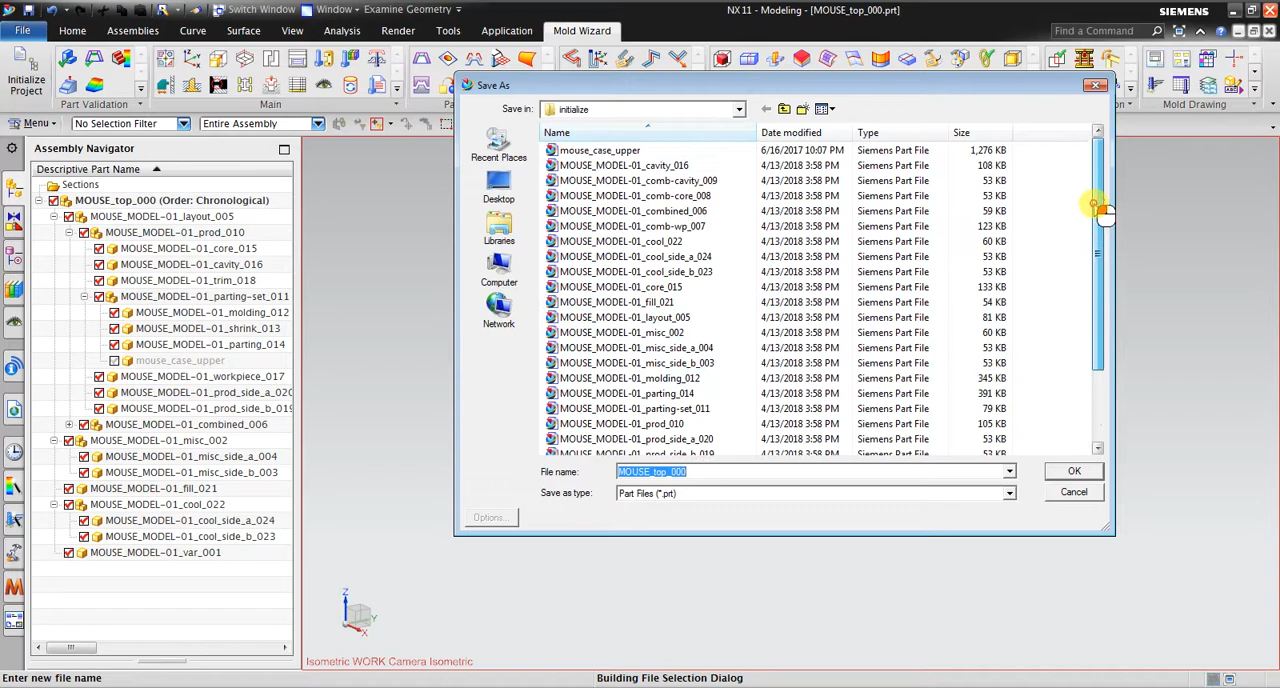 Switch Window
Window
Examine Geometry
NX 11 - Modeling - [MOUSE_top_000.prt]
SIEMENS
File
Home
Assemblies
Curve
Surface
View
Analysis
Render
Tools
Application
Mold Wizard
Find a Command
Initialize
Project
Part Validation
Main
Mold Drawing
Menu
No Selection Filter
Entire Assembly
Assembly Navigator
Descriptive Part Name
Sections
MOUSE_top_000 (Order: Chronological)
MOUSE_MODEL-01_layout_005
MOUSE_MODEL-01_prod_010
MOUSE_MODEL-01_core_015
MOUSE_MODEL-01_cavity_016
MOUSE_MODEL-01_trim_018
MOUSE_MODEL-01_parting-set_011
MOUSE_MODEL-01_molding_012
MOUSE_MODEL-01_shrink_013
MOUSE_MODEL-01_parting_014
mouse_case_upper
MOUSE_MODEL-01_workpiece_017
MOUSE_MODEL-01_prod_side_a_020
MOUSE_MODEL-01_prod_side_b_019
MOUSE_MODEL-01_combined_006
MOUSE_MODEL-01_misc_002
MOUSE_MODEL-01_misc_side_a_004
MOUSE_MODEL-01_misc_side_b_003
MOUSE_MODEL-01_fill_021
MOUSE_MODEL-01_cool_022
MOUSE_MODEL-01_cool_side_a_024
MOUSE_MODEL-01_cool_side_b_023
MOUSE_MODEL-01_var_001
Save As
Save in: initialize
Recent Places
Desktop
Libraries
Computer
Network
Name Date modified Type Size
mouse_case_upper 6/16/2017 10:07 PM Siemens Part File 1,276 KB
MOUSE_MODEL-01_cavity_016 4/13/2018 3:58 PM Siemens Part File 108 KB
MOUSE_MODEL-01_comb-cavity_009 4/13/2018 3:58 PM Siemens Part File 53 KB
MOUSE_MODEL-01_comb-core_008 4/13/2018 3:58 PM Siemens Part File 53 KB
MOUSE_MODEL-01_combined_006 4/13/2018 3:58 PM Siemens Part File 59 KB
MOUSE_MODEL-01_comb-wp_007 4/13/2018 3:58 PM Siemens Part File 123 KB
MOUSE_MODEL-01_cool_022 4/13/2018 3:58 PM Siemens Part File 60 KB
MOUSE_MODEL-01_cool_side_a_024 4/13/2018 3:58 PM Siemens Part File 53 KB
MOUSE_MODEL-01_cool_side_b_023 4/13/2018 3:58 PM Siemens Part File 53 KB
MOUSE_MODEL-01_core_015 4/13/2018 3:58 PM Siemens Part File 133 KB
MOUSE_MODEL-01_fill_021 4/13/2018 3:58 PM Siemens Part File 54 KB
MOUSE_MODEL-01_layout_005 4/13/2018 3:58 PM Siemens Part File 81 KB
MOUSE_MODEL-01_misc_002 4/13/2018 3:58 PM Siemens Part File 60 KB
MOUSE_MODEL-01_misc_side_a_004 4/13/2018 3:58 PM Siemens Part File 53 KB
MOUSE_MODEL-01_misc_side_b_003 4/13/2018 3:58 PM Siemens Part File 53 KB
MOUSE_MODEL-01_molding_012 4/13/2018 3:58 PM Siemens Part File 345 KB
MOUSE_MODEL-01_parting_014 4/13/2018 3:58 PM Siemens Part File 391 KB
MOUSE_MODEL-01_parting-set_011 4/13/2018 3:58 PM Siemens Part File 79 KB
MOUSE_MODEL-01_prod_010 4/13/2018 3:58 PM Siemens Part File 105 KB
MOUSE_MODEL-01_prod_side_a_020 4/13/2018 3:58 PM Siemens Part File 53 KB
MOUSE_MODEL-01_prod_side_b_019 4/13/2018 3:58 PM Siemens Part File 53 KB
File name: MOUSE_top_000
OK
Save as type: Part Files (*.prt)
Cancel
Options...
Z
Y
X
Isometric WORK Camera Isometric
Enter new file name
Building File Selection Dialog